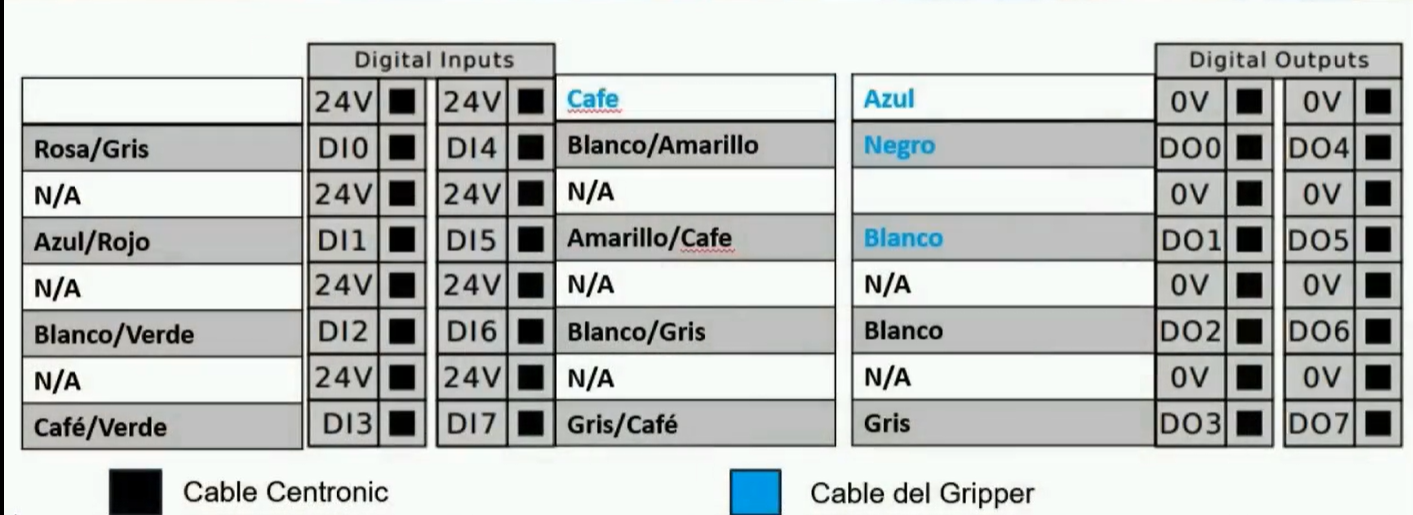 Digital Inputs Digital Outputs
24V 24V Cafe Azul 0V 0V
Rosa/Gris DI0 DI4 Blanco/Amarillo Negro DO0 DO4
N/A 24V 24V N/A 0V 0V
Azul/Rojo DI1 DI5 Amarillo/Cafe Blanco DO1 DO5
N/A 24V 24V N/A N/A 0V 0V
Blanco/Verde DI2 DI6 Blanco/Gris Blanco DO2 DO6
N/A 24V 24V N/A N/A 0V 0V
Café/Verde DI3 DI7 Gris/Café Gris DO3 DO7
Cable Centronic Cable del Gripper